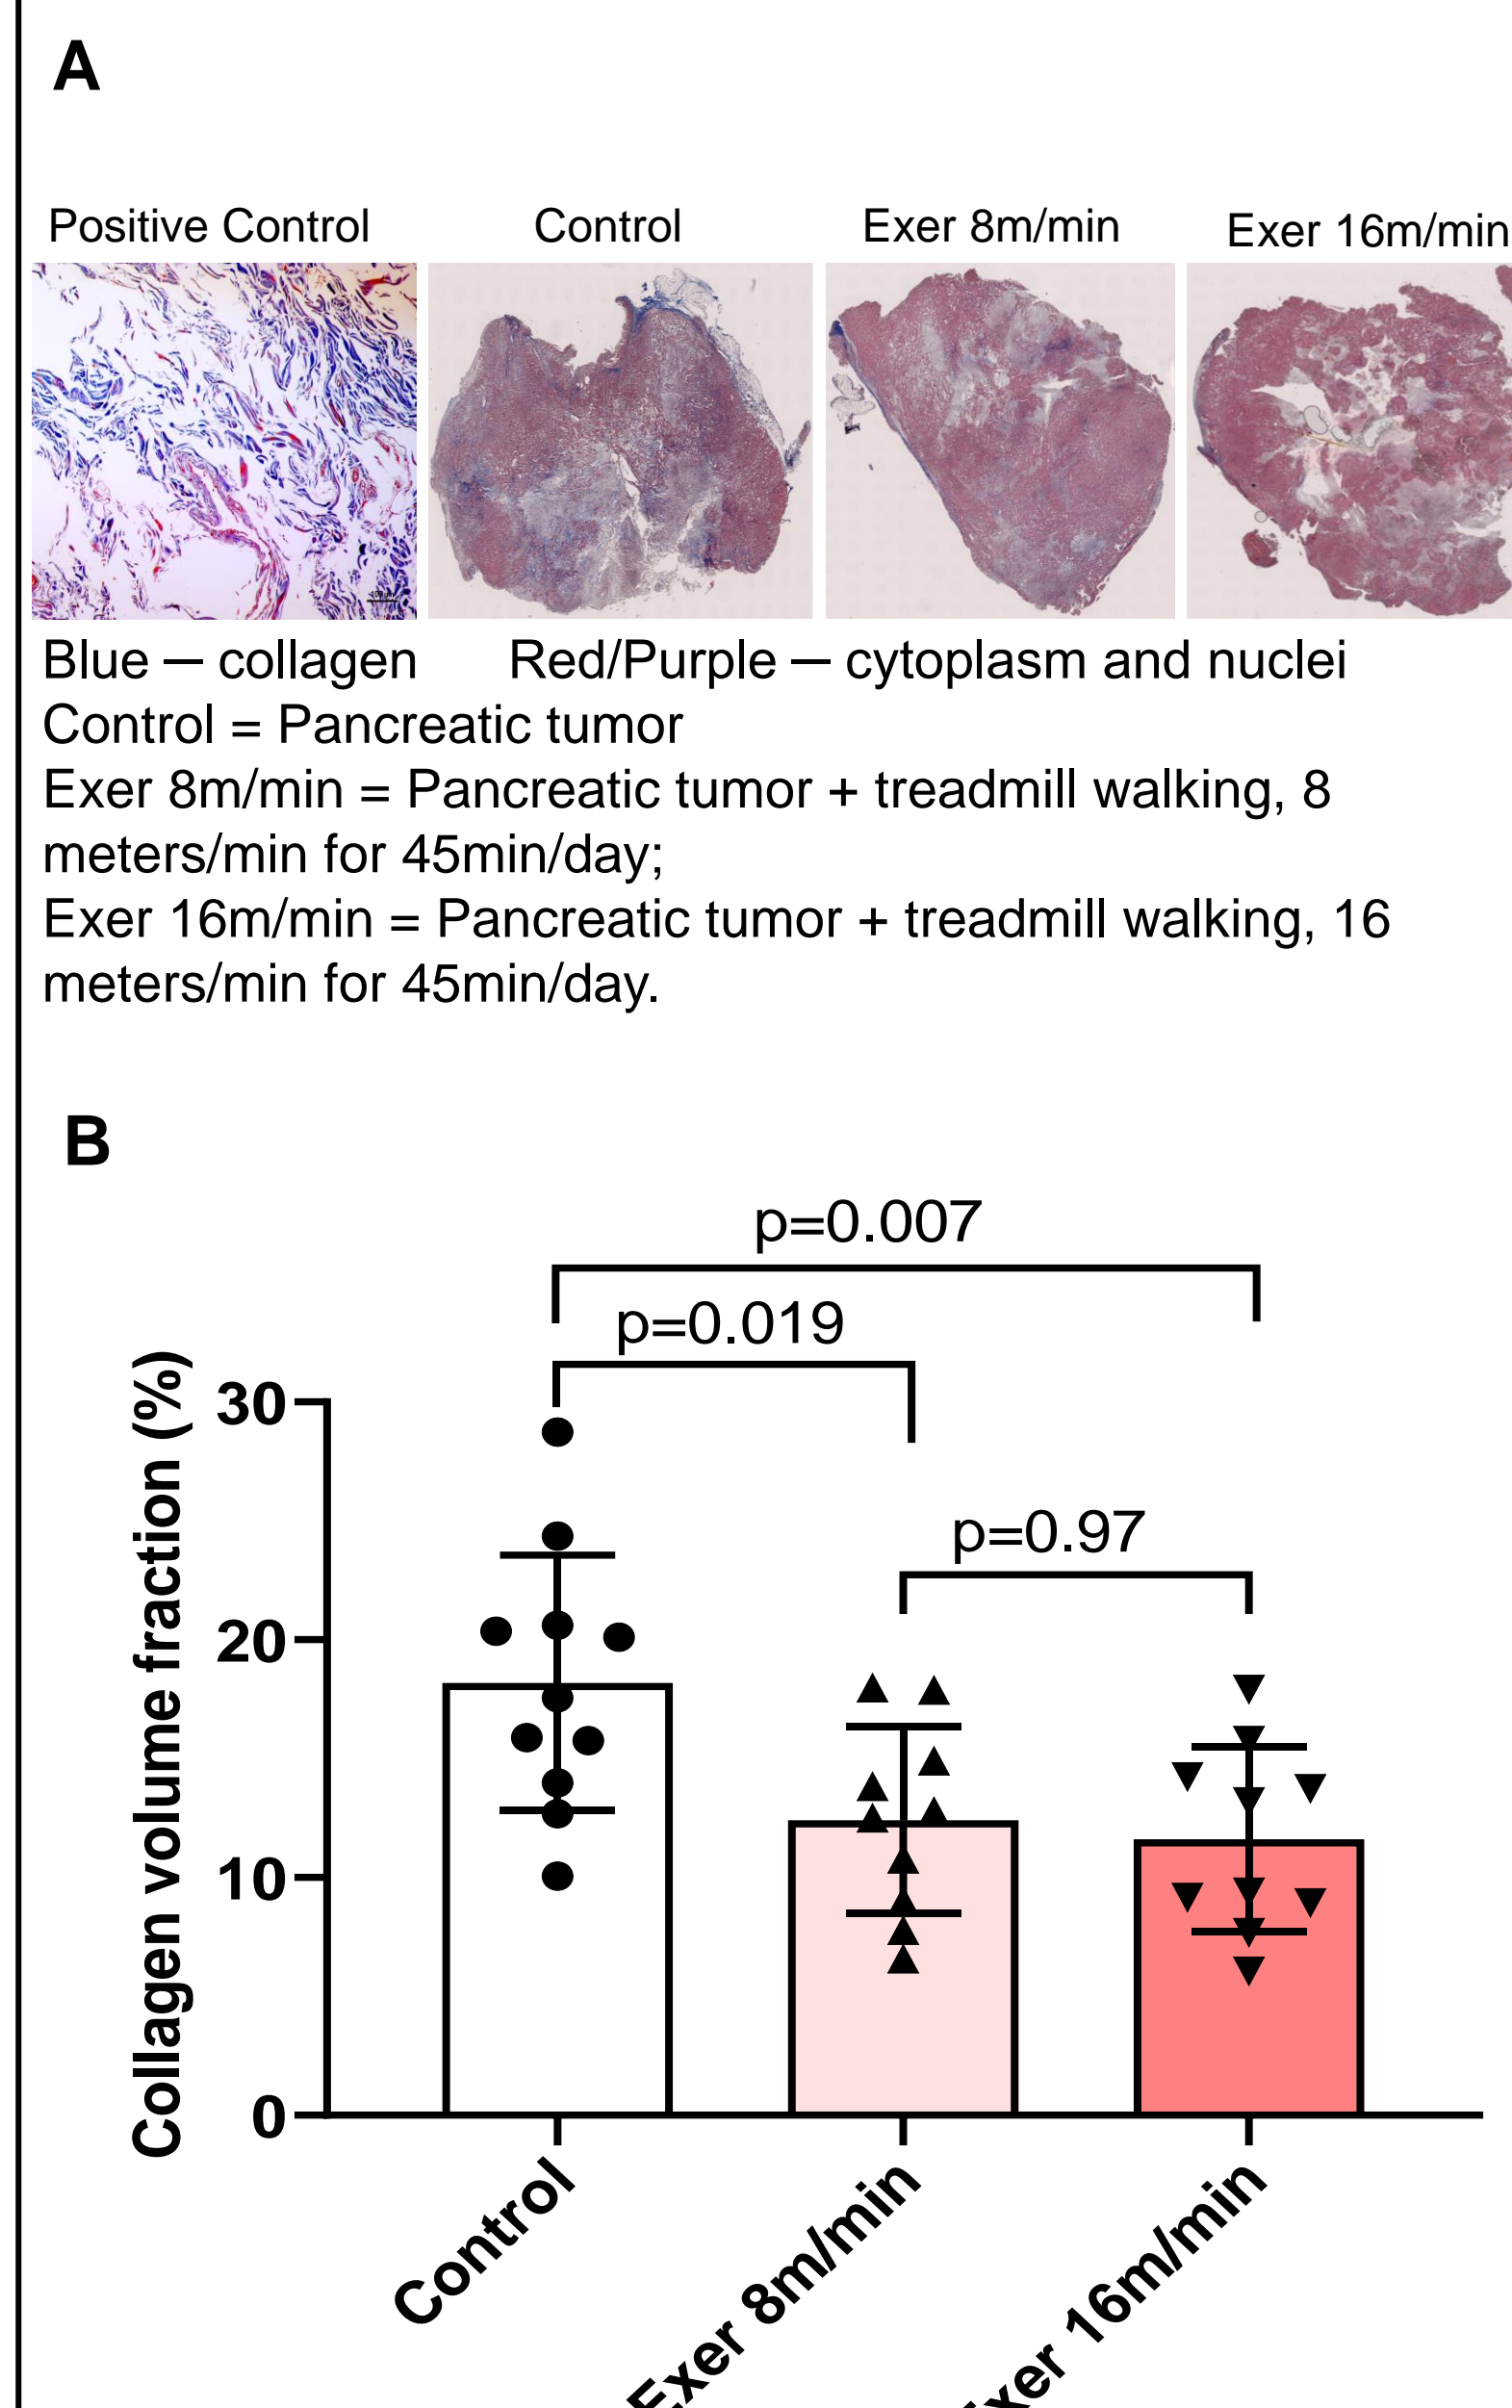 A
Positive Control
Control
Exer 8m/min
Exer 16m/min
Blue — collagen
Red/Purple — cytoplasm and nuclei
Control = Pancreatic tumor
Exer 8m/min = Pancreatic tumor + treadmill walking, 8
meters/min for 45min/day;
Exer 16m/min = Pancreatic tumor + treadmill walking, 16
meters/min for 45min/day.
B
p=0.007
p=0.019
p=0.97
Collagen volume fraction (%)
30
20
10
0
Control
Exer 8m/min
Exer 16m/min